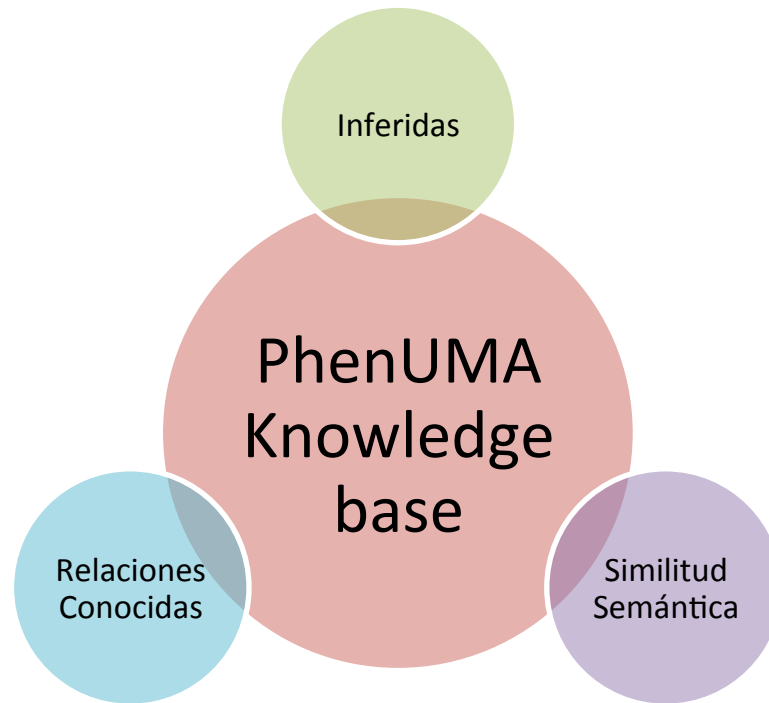 Inferidas
PhenUMA
Knowledge
base
Relaciones
Conocidas
Similitud
Semántica